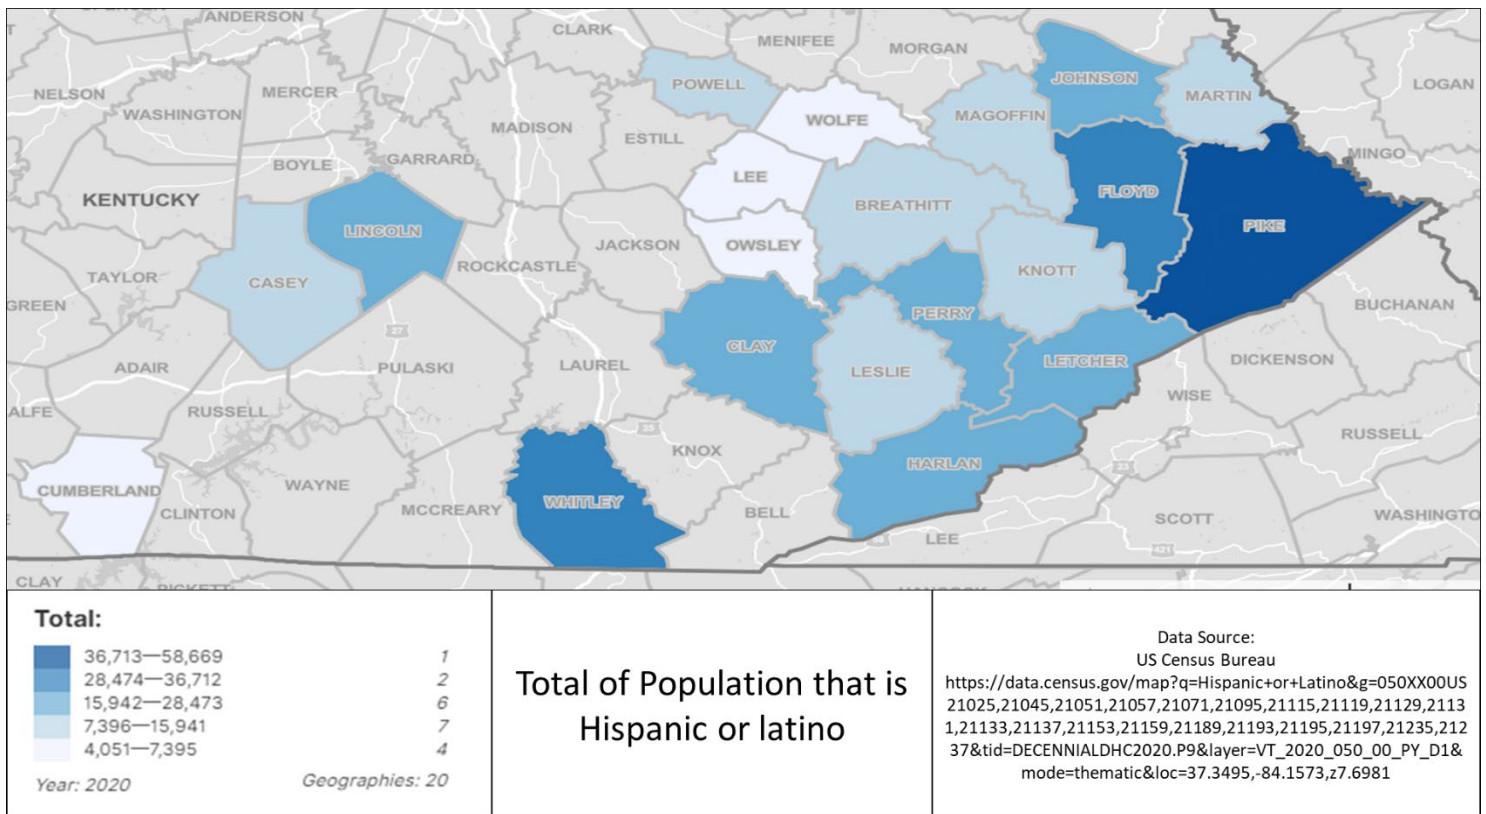 ANDERSON
CLARK
MENIFEE
MORGAN
JOHNSON
LOGAN
NELSON
MERCER
POWELL
MARTIN
WASHINGTON
MADISON
WOLFE
MAGOFFIN
ESTILL
BOYLE
GARRARD
MINGO
KENTUCKY
LEE
FLOYD
BREATHITT
PIKE
LINCOLN
JACKSON
OWSLEY
ROCKCASTLE
KNOTT
TAYLOR
CASEY
GREEN
BUCHANAN
PERRY
27
CLAY
LETCHER
DICKENSON
ADAIR
PULASKI
LAUREL
LESLIE
WISE
ALFE
RUSSELL
25
RUSSELL
KNOX
HARLAN
23
CUMBERLAND
WAYNE
WHITLEY
MCCREARY
CLINTON
BELL
SCOTT
WASHINGTO
LEE
421
CLAY
PICKETT
HANCOCK
Total:
36,713—58,669 1
28,474—36,712 2
15,942—28,473 6
7,396—15,941 7
4,051—7,395 4
Year: 2020 Geographies: 20
Total of Population that is
Hispanic or latino
Data Source:
US Census Bureau
https://data.census.gov/map?q=Hispanic+or+Latino&g=050XX00US
21025,21045,21051,21057,21071,21095,21115,21119,21129,2113
1,21133,21137,21153,21159,21189,21193,21195,21197,21235,212
37&tid=DECENNIALDHC2020.P9&layer=VT_2020_050_00_PY_D1&
mode=thematic&loc=37.3495,-84.1573,z7.6981